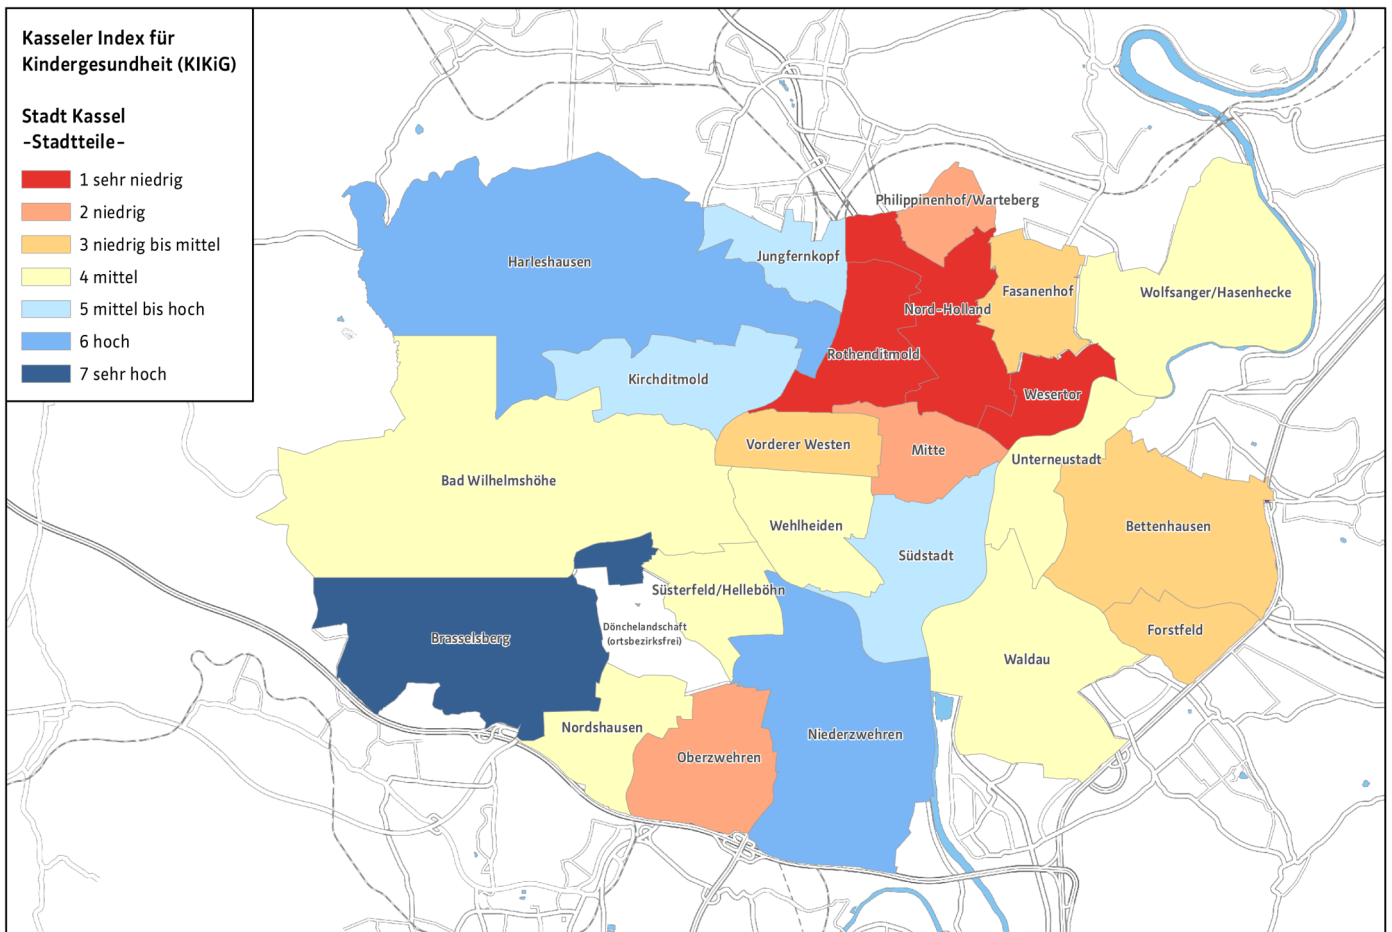 Kasseler Index für
Kindergesundheit (KIKiG)
Stadt Kassel
-Stadtteile-
1 sehr niedrig
2 niedrig
3 niedrig bis mittel
4 mittel
5 mittel bis hoch
6 hoch
7 sehr hoch
Philippinenhof/Warteberg
Jungfernkopf
Harleshausen
Fasanenhof
Wolfsanger/Hasenhecke
Nord-Holland
Rothenditmold
Kirchditmold
Wesertor
Vorderer Westen
Mitte
Unterneustadt
Bad Wilhelmshöhe
Wehlheiden
Bettenhausen
Südstadt
Süsterfeld/Helleböhn
Dönchelandschaft
(ortsbezirksfrei)
Brasselsberg
Forstfeld
Waldau
Nordshausen
Niederzwehren
Oberzwehren